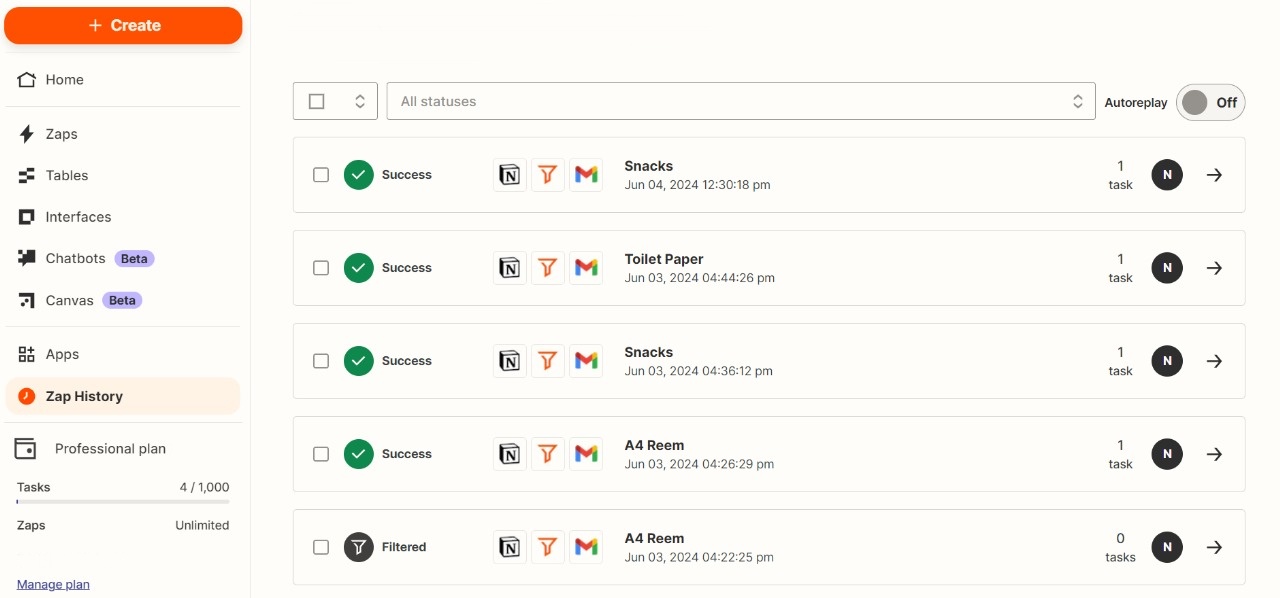 + Create
Home
Zaps
Tables
Interfaces
Chatbots Beta
Canvas Beta
Apps
Zap History
Professional plan
Tasks 4 / 1,000
Zaps Unlimited
Manage plan
All statuses Autoreplay Off
Success N Snacks 1 N
Jun 04, 2024 12:30:18 pm task
Success N Toilet Paper 1 N
Jun 03, 2024 04:44:26 pm task
Success N Snacks 1 N
Jun 03, 2024 04:36:12 pm task
Success N A4 Reem 1 N
Jun 03, 2024 04:26:29 pm task
Filtered N A4 Reem 0 N
Jun 03, 2024 04:22:25 pm tasks